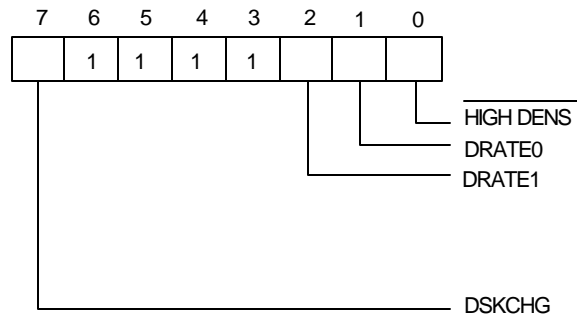 7 6 5 4 3 2 1 0
1 1 1 1
HIGH DENS
DRATE0
DRATE1
DSKCHG